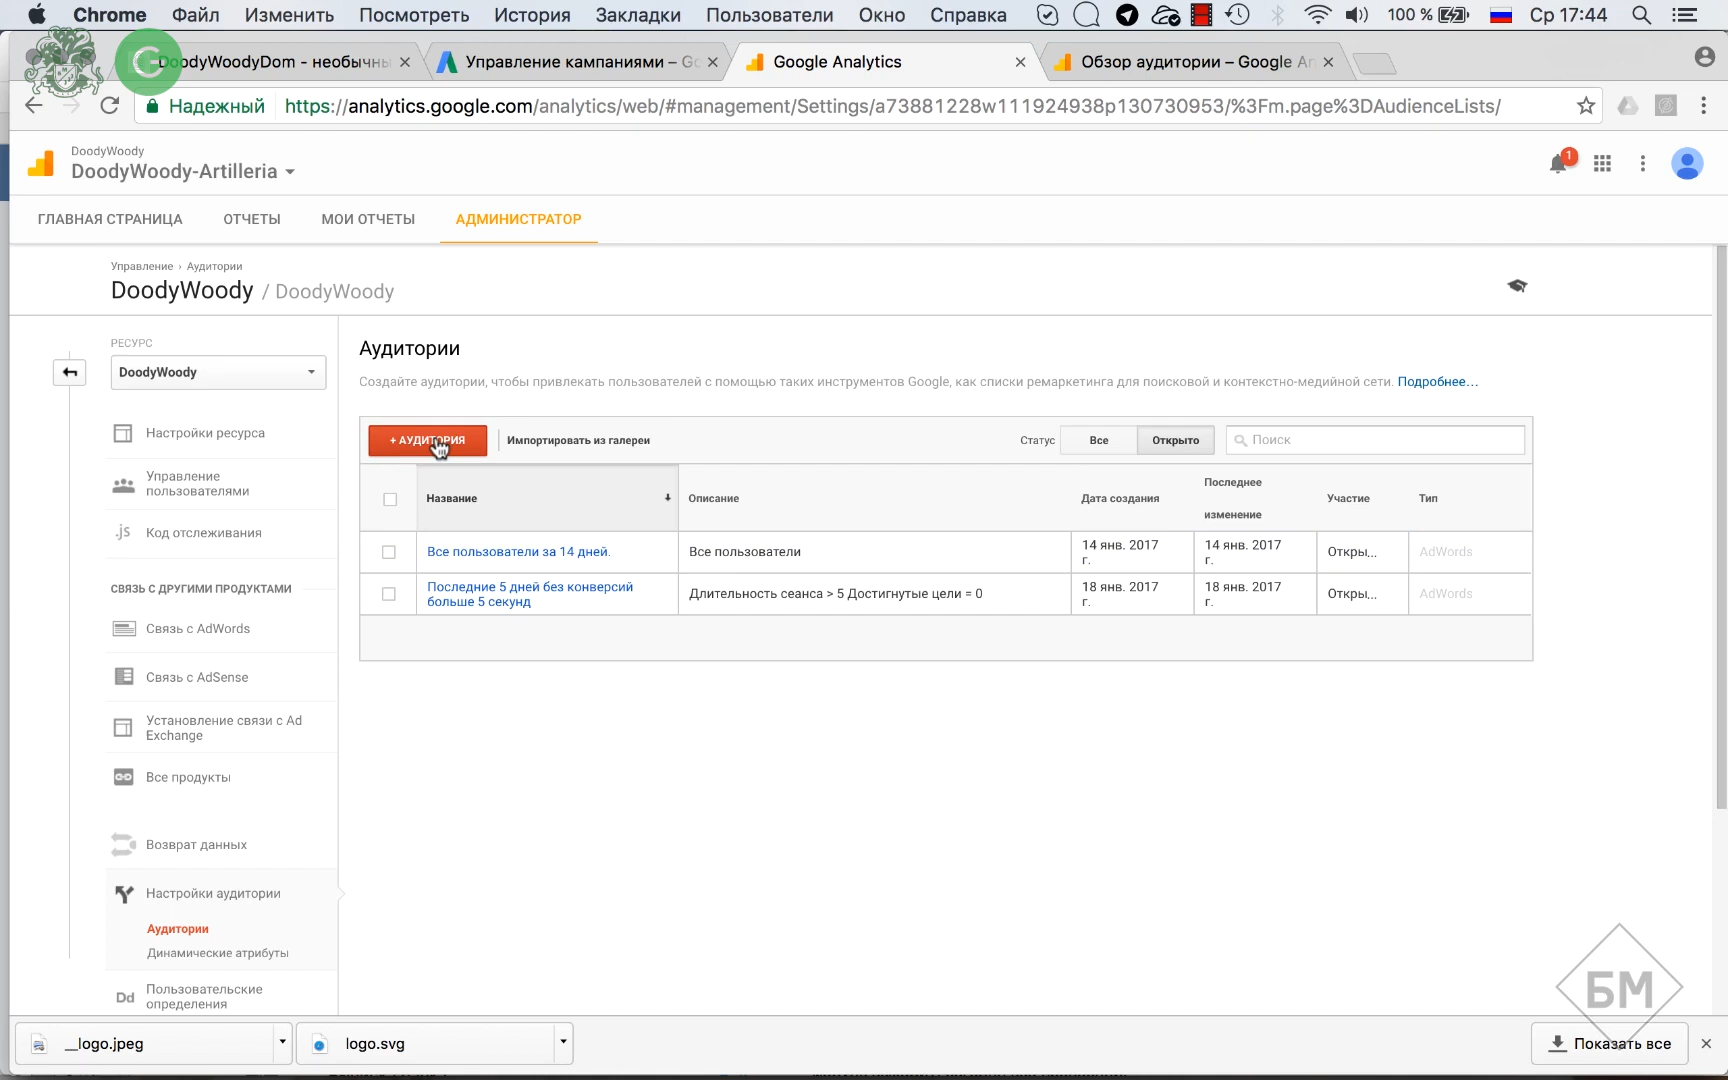 Chrome Файл Изменить Посмотреть История Закладки Пользователи Окно Справка 100 % Ср 17:44
DoodyWoodyDom - необычны Управление кампаниями – Go Google Analytics Обзор аудитории – Google An
Надежный https://analytics.google.com/analytics/web/#management/Settings/a73881228w111924938p130730953/%3Fm.page%3DAudienceLists/
DoodyWoody
DoodyWoody-Artilleria
1
ГЛАВНАЯ СТРАНИЦА ОТЧЕТЫ МОИ ОТЧЕТЫ АДМИНИСТРАТОР
Управление › Аудитории
DoodyWoody / DoodyWoody
РЕСУРС
DoodyWoody
Настройки ресурса
Управление
пользователями
.js Код отслеживания
СВЯЗЬ С ДРУГИМИ ПРОДУКТАМИ
Связь с AdWords
Связь с AdSense
Установление связи с Ad
Exchange
Все продукты
Возврат данных
Настройки аудитории
Аудитории
Динамические атрибуты
Dd Пользовательские
определения
Аудитории
Создайте аудитории, чтобы привлекать пользователей с помощью таких инструментов Google, как списки ремаркетинга для поисковой и контекстно-медийной сети. Подробнее...
+ АУДИТОРИЯ Импортировать из галереи Статус Все Открыто Поиск
Название Описание Дата создания Последнее
изменение Участие Тип
Все пользователи за 14 дней. Все пользователи 14 янв. 2017
г. 14 янв. 2017
г. Откры... AdWords
Последние 5 дней без конверсий
больше 5 секунд Длительность сеанса > 5 Достигнутые цели = 0 18 янв. 2017
г. 18 янв. 2017
г. Откры... AdWords
БМ
__logo.jpeg logo.svg Показать все